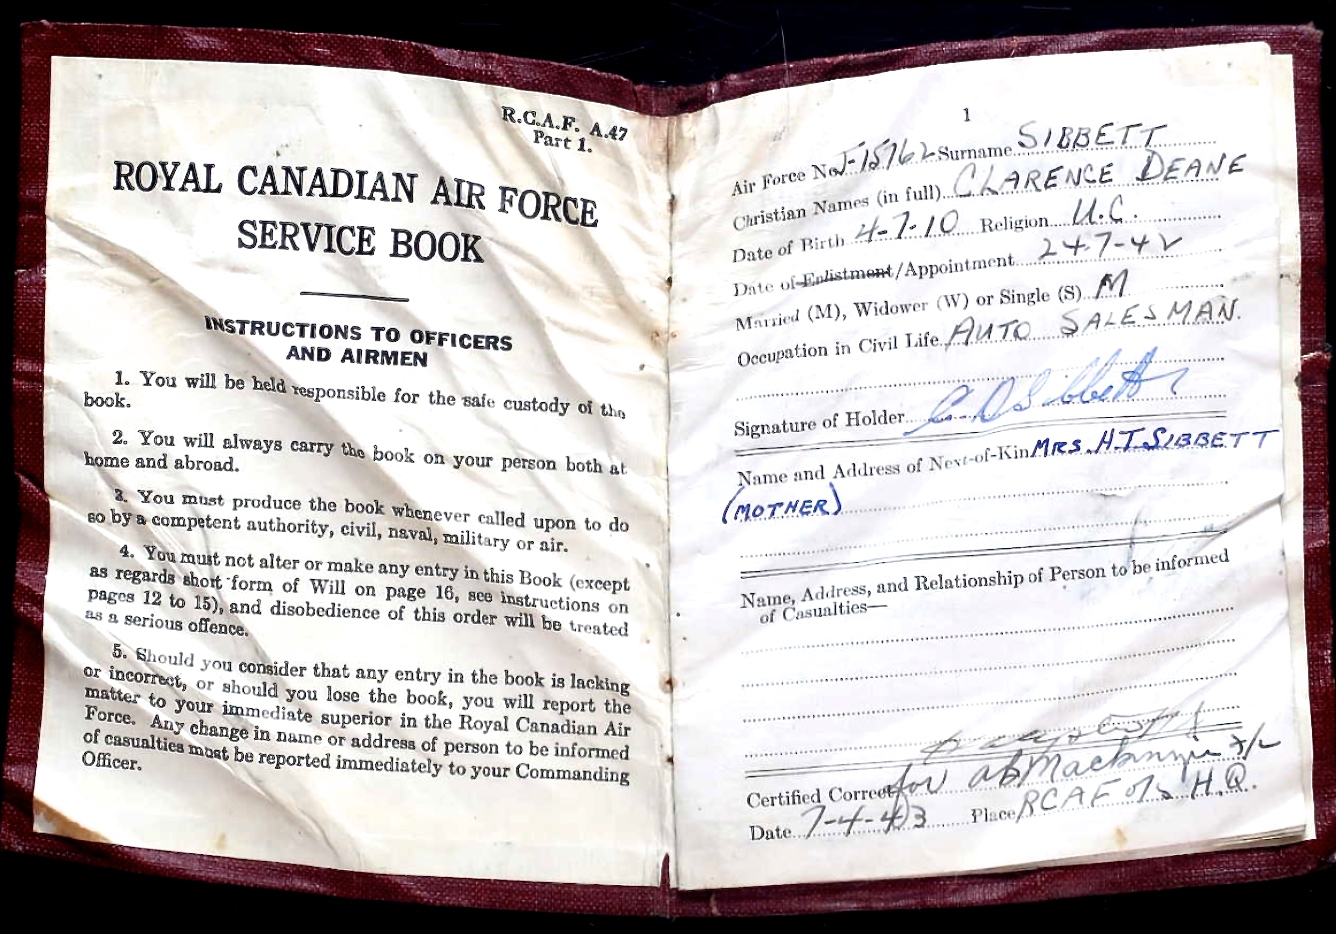 R.C.A.F. A.47
Part 1.
ROYAL CANADIAN AIR FORCE
SERVICE BOOK
INSTRUCTIONS TO OFFICERS
AND AIRMEN
1. You will be held responsible for the safe custody of the
book.
2. You will always carry the book on your person both at
home and abroad.
3. You must produce the book whenever called upon to do
so by a competent authority, civil, naval, military or air.
4. You must not alter or make any entry in this Book (except
as regards short form of Will on page 16, see instructions on
pages 12 to 15), and disobedience of this order will be treated
as a serious offence.
5. Should you consider that any entry in the book is lacking
or incorrect, or should you lose the book, you will report the
matter to your immediate superior in the Royal Canadian Air
Force. Any change in name or address of person to be informed
of casualties must be reported immediately to your Commanding
Officer.
1
Air Force No. J-15762 Surname SIBBETT
Christian Names (in full) CLARENCE DEANE
Date of Birth 4-7-10 Religion U.C.
Date of Enlistment/Appointment 24-7-42
Married (M), Widower (W) or Single (S) M
Occupation in Civil Life AUTO SALESMAN.
Signature of Holder C. D Sibbett
Name and Address of Next-of-Kin MRS. H.T. SIBBETT
(MOTHER)
Name, Address, and Relationship of Person to be informed
of Casualties—
Certified Correct for F/L
Date 7-4-43 Place RCAF O/S H.Q.